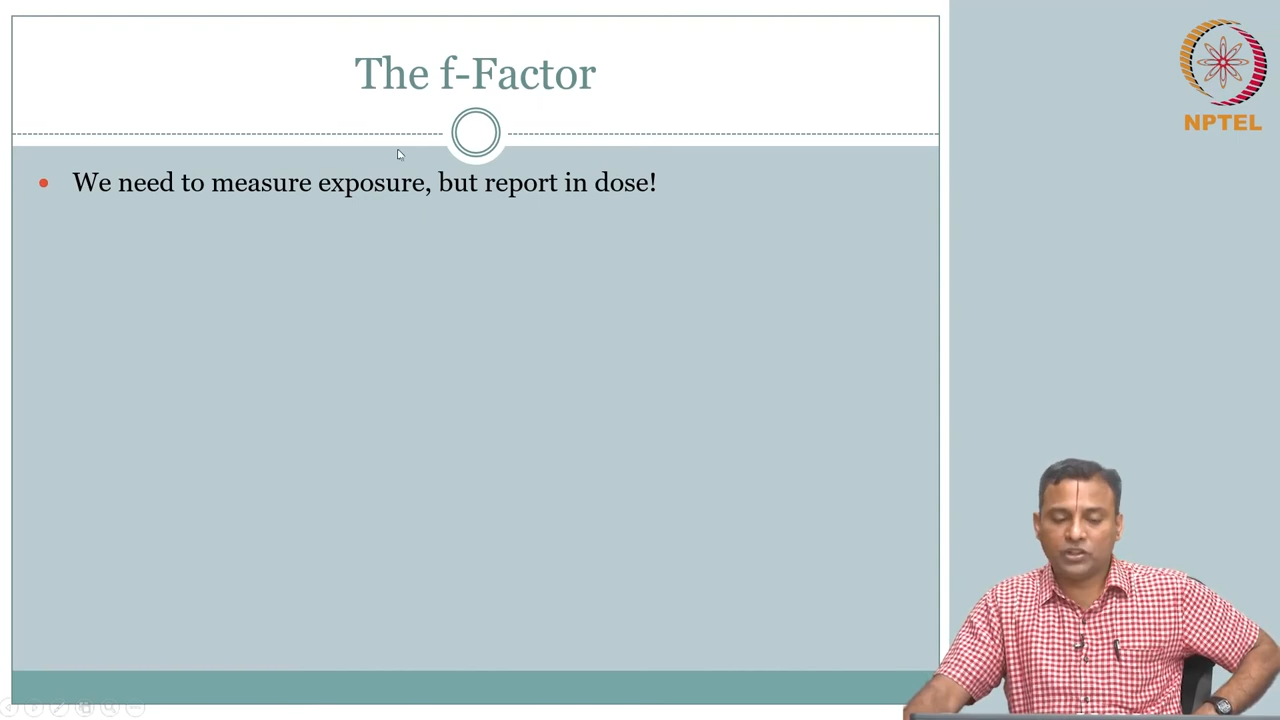 The f-Factor
We need to measure exposure, but report in dose!
NPTEL